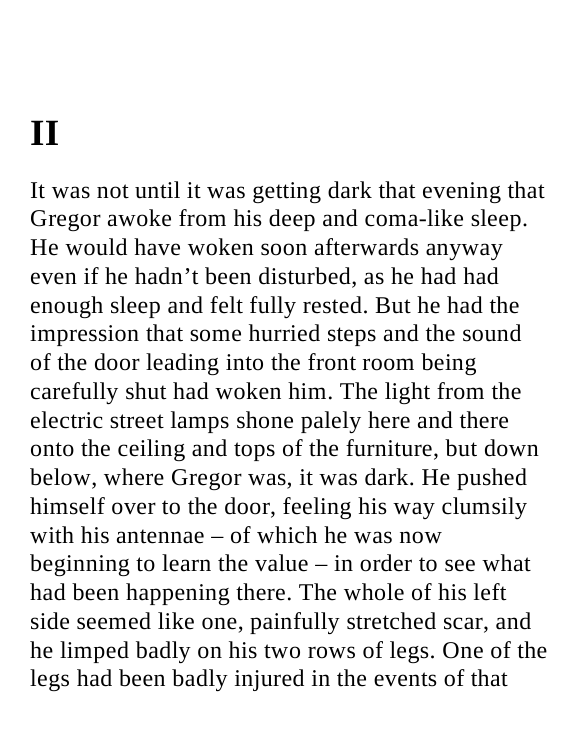 II
It was not until it was getting dark that evening that
Gregor awoke from his deep and coma-like sleep.
He would have woken soon afterwards anyway
even if he hadn’t been disturbed, as he had had
enough sleep and felt fully rested. But he had the
impression that some hurried steps and the sound
of the door leading into the front room being
carefully shut had woken him. The light from the
electric street lamps shone palely here and there
onto the ceiling and tops of the furniture, but down
below, where Gregor was, it was dark. He pushed
himself over to the door, feeling his way clumsily
with his antennae – of which he was now
beginning to learn the value – in order to see what
had been happening there. The whole of his left
side seemed like one, painfully stretched scar, and
he limped badly on his two rows of legs. One of the
legs had been badly injured in the events of that